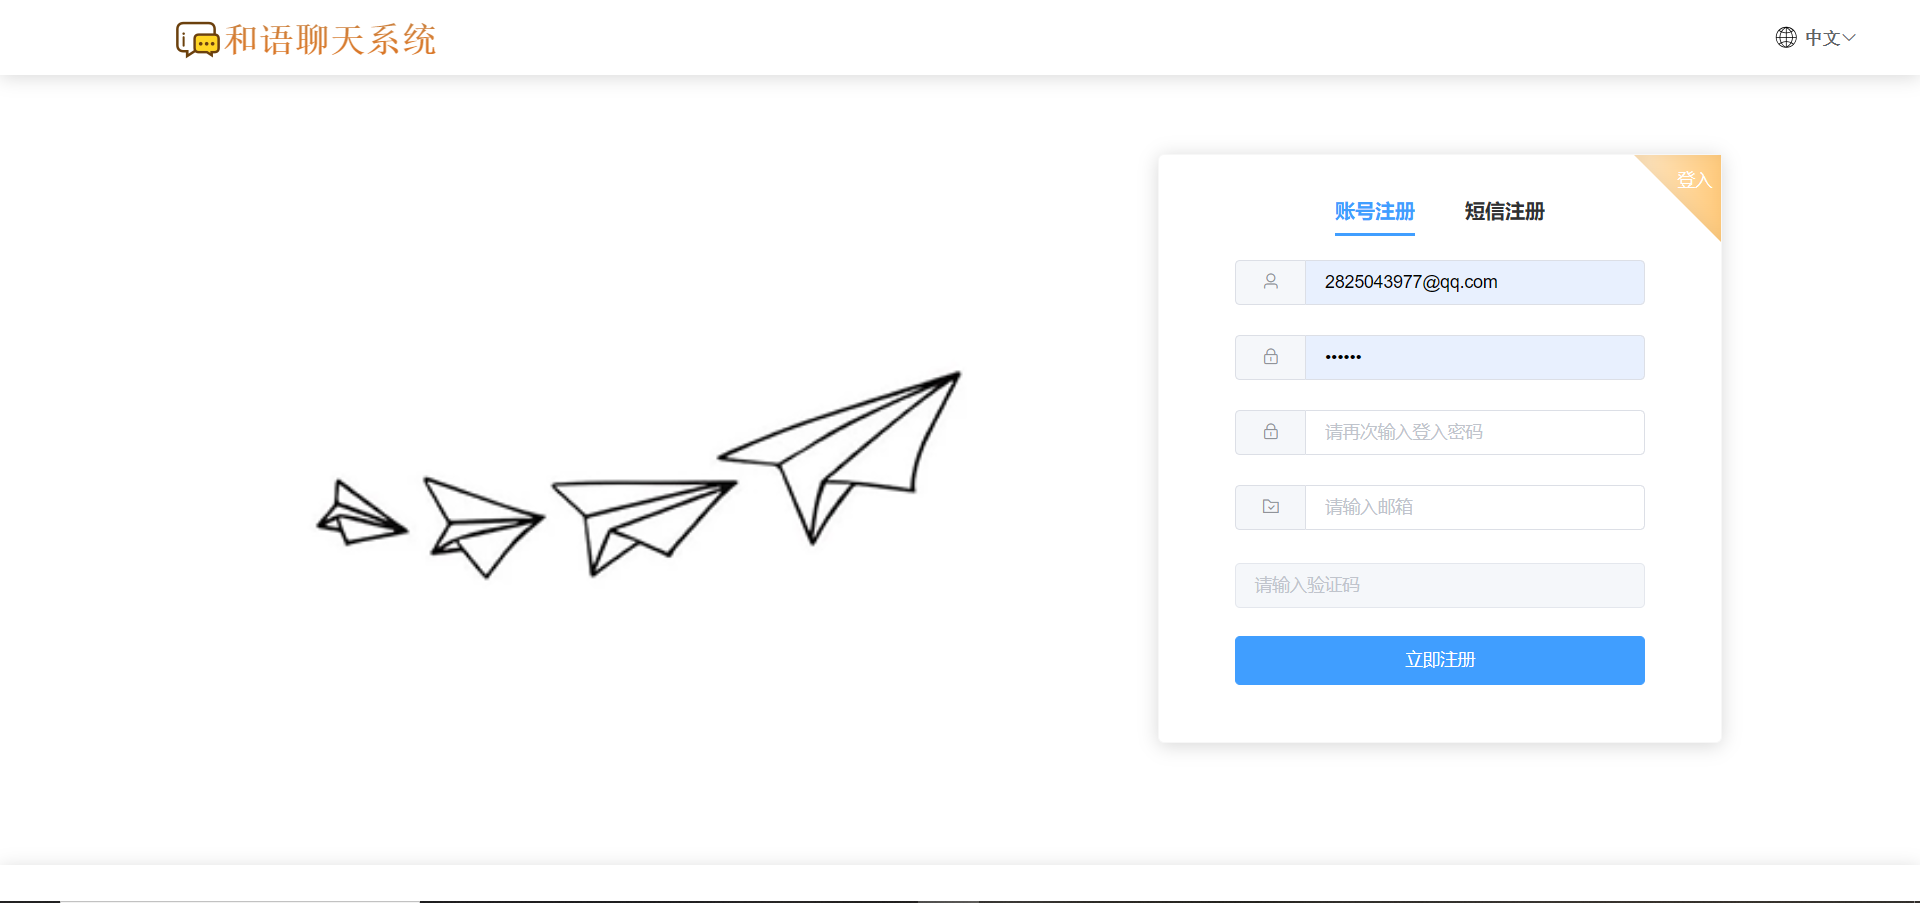 和语聊天系统
中文
登入
账号注册 短信注册
2825043977@qq.com
••••••
请再次输入登入密码
请输入邮箱
请输入验证码
立即注册